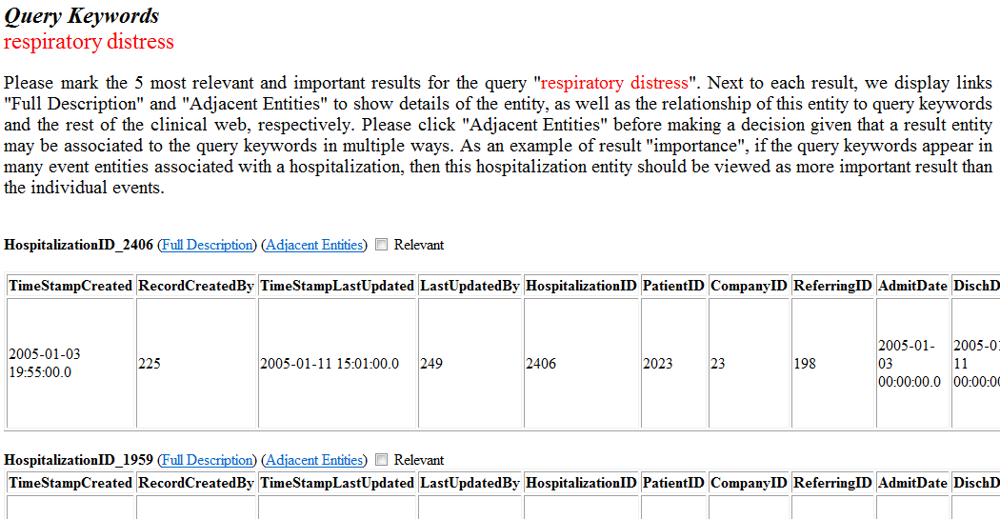 Query Keywords
respiratory distress
Please mark the 5 most relevant and important results for the query "respiratory distress". Next to each result, we display links
"Full Description" and "Adjacent Entities" to show details of the entity, as well as the relationship of this entity to query keywords
and the rest of the clinical web, respectively. Please click "Adjacent Entities" before making a decision given that a result entity
may be associated to the query keywords in multiple ways. As an example of result "importance", if the query keywords appear in
many event entities associated with a hospitalization, then this hospitalization entity should be viewed as more important result than
the individual events.
HospitalizationID_2406 (Full Description) (Adjacent Entities) Relevant
TimeStampCreated RecordCreatedBy TimeStampLastUpdated LastUpdatedBy HospitalizationID PatientID CompanyID ReferringID AdmitDate DischD
2005-01-03 19:55:00.0 225 2005-01-11 15:01:00.0 249 2406 2023 23 198 2005-01-03 00:00:00.0 2005-01 11 00:00:00
HospitalizationID_1959 (Full Description) (Adjacent Entities) Relevant
TimeStampCreated RecordCreatedBy TimeStampLastUpdated LastUpdatedBy HospitalizationID PatientID CompanyID ReferringID AdmitDate DischD